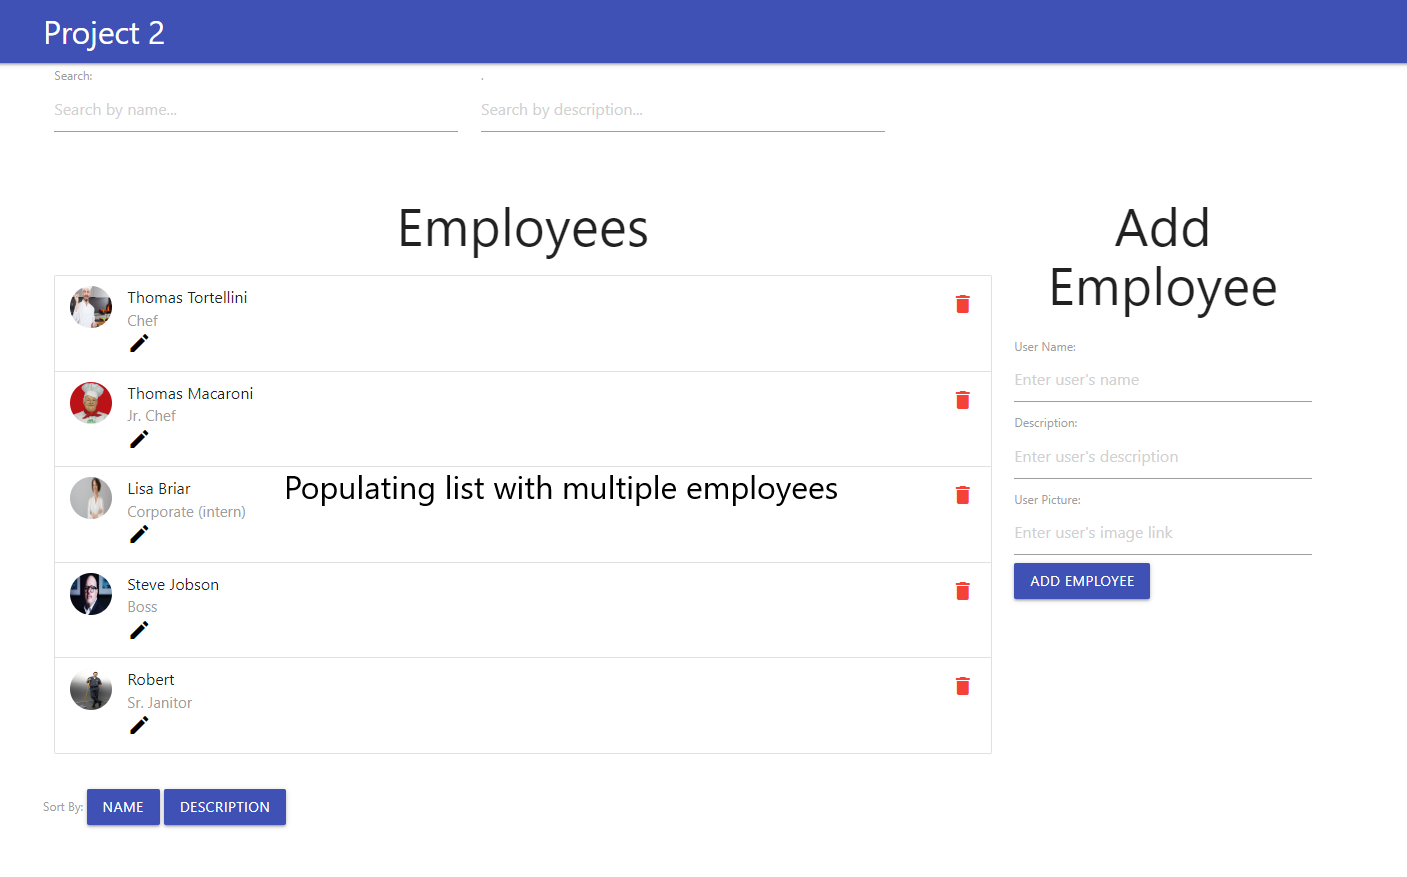 Project 2
Search:
.
Search by name...
Search by description...
Employees
Thomas Tortellini
Chef
Thomas Macaroni
Jr. Chef
Lisa Briar
Corporate (intern)
Populating list with multiple employees
Steve Jobson
Boss
Robert
Sr. Janitor
Add
Employee
User Name:
Enter user's name
Description:
Enter user's description
User Picture:
Enter user's image link
ADD EMPLOYEE
Sort By: NAME DESCRIPTION